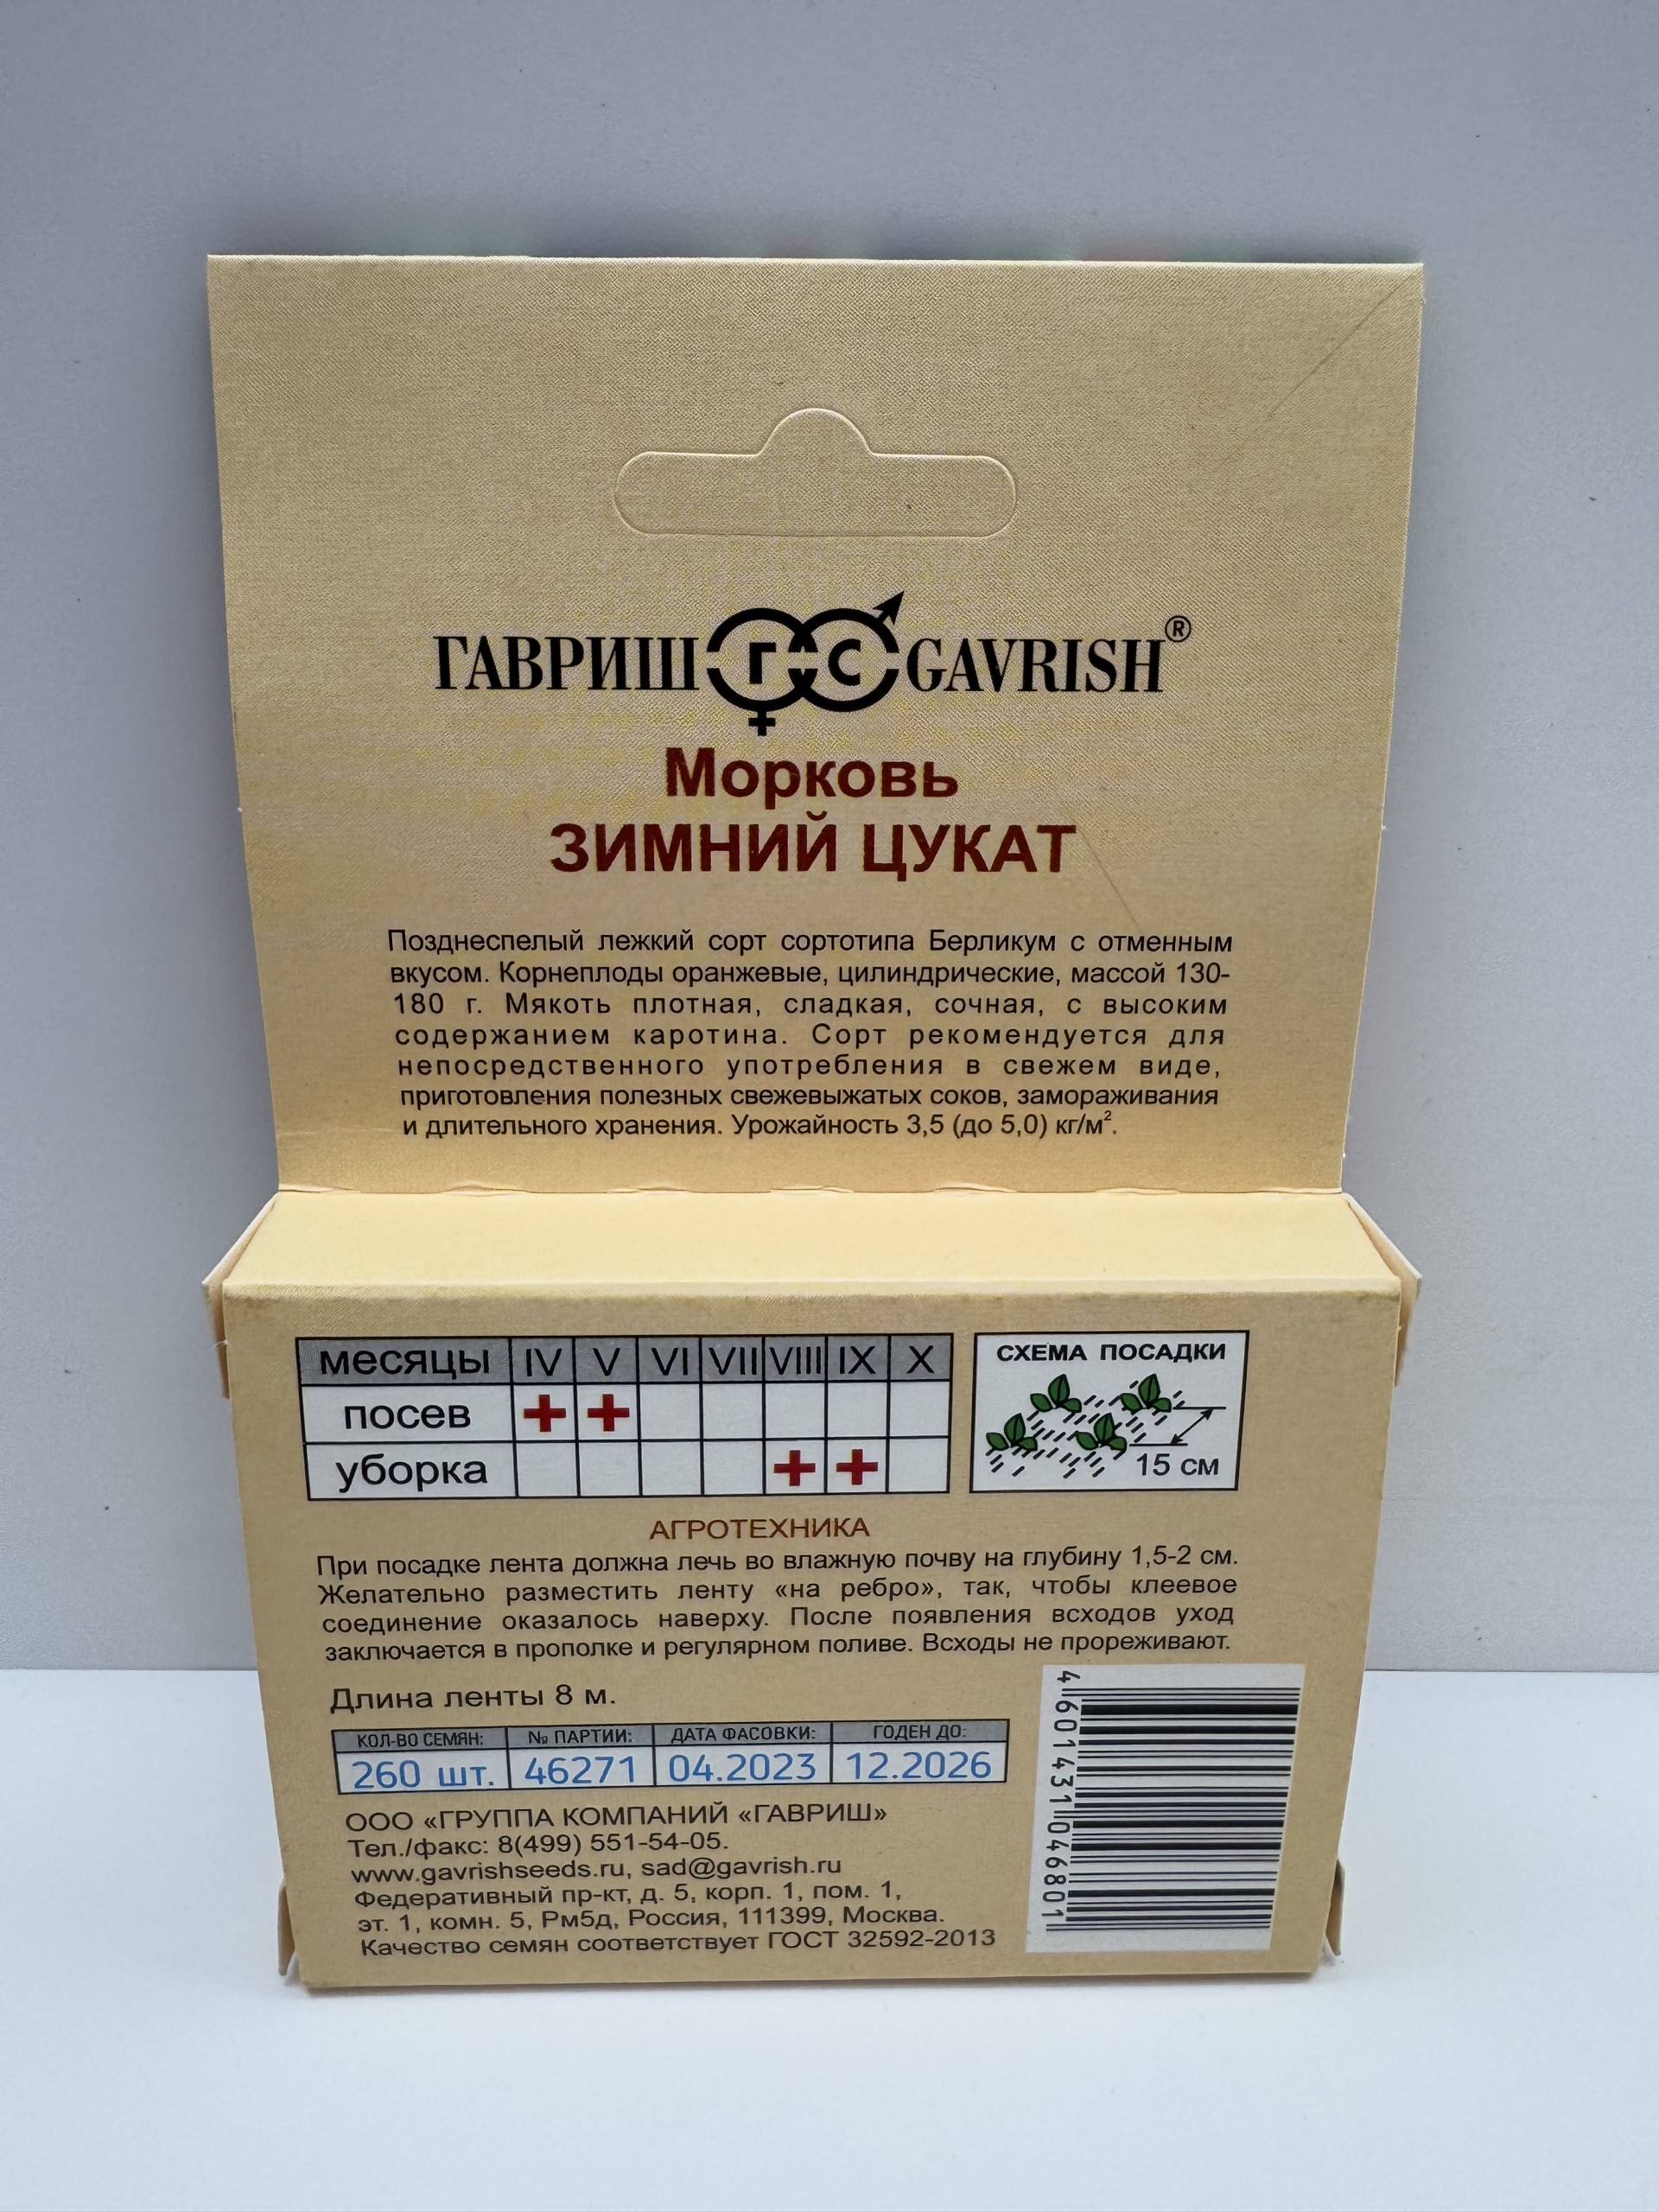 ГАВРИШ ГС GAVRISH®
Морковь
ЗИМНИЙ ЦУКАТ
Позднеспелый лежкий сорт сортотипа Берликум с отменным
вкусом. Корнеплоды оранжевые, цилиндрические, массой 130-
180 г. Мякоть плотная, сладкая, сочная, с высоким
содержанием каротина. Сорт рекомендуется для
непосредственного употребления в свежем виде,
приготовления полезных свежевыжатых соков, замораживания
и длительного хранения. Урожайность 3,5 (до 5,0) кг/м².
месяцы IV V VI VII VIII IX X
посев + +
уборка + +
СХЕМА ПОСАДКИ
15 см
АГРОТЕХНИКА
При посадке лента должна лечь во влажную почву на глубину 1,5-2 см.
Желательно разместить ленту «на ребро», так, чтобы клеевое
соединение оказалось наверху. После появления всходов уход
заключается в прополке и регулярном поливе. Всходы не прореживают.
Длина ленты 8 м.
КОЛ-ВО СЕМЯН: № ПАРТИИ: ДАТА ФАСОВКИ: ГОДЕН ДО:
260 шт. 46271 04.2023 12.2026
ООО «ГРУППА КОМПАНИЙ «ГАВРИШ»
Тел./факс: 8(499) 551-54-05.
www.gavrishseeds.ru, sad@gavrish.ru
Федеративный пр-кт, д. 5, корп. 1, пом. 1,
эт. 1, комн. 5, Рм5д, Россия, 111399, Москва.
Качество семян соответствует ГОСТ 32592-2013
4 601431 046801